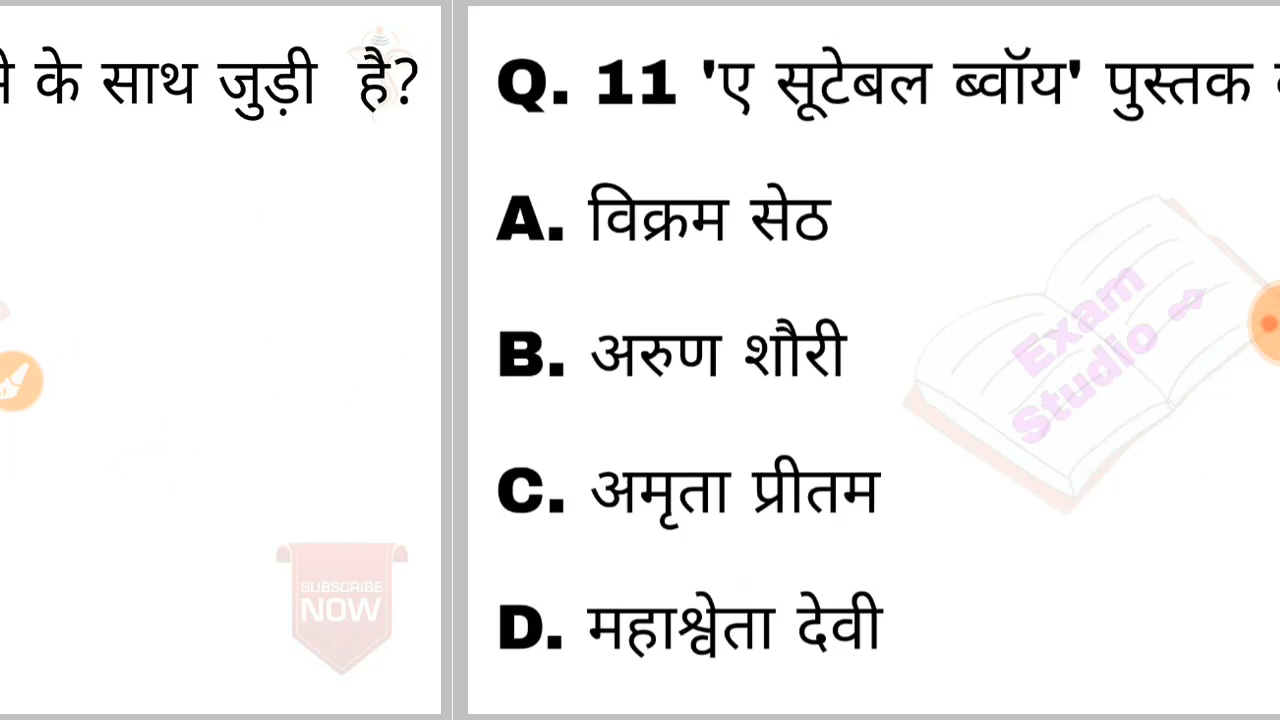 के साथ जुड़ी है?
SUBSCRIBE
NOW
Q. 11 'ए सूटेबल ब्वॉय' पुस्तक
A. विक्रम सेठ
B. अरुण शौरी
C. अमृता प्रीतम
D. महाश्वेता देवी
Exam
Studio